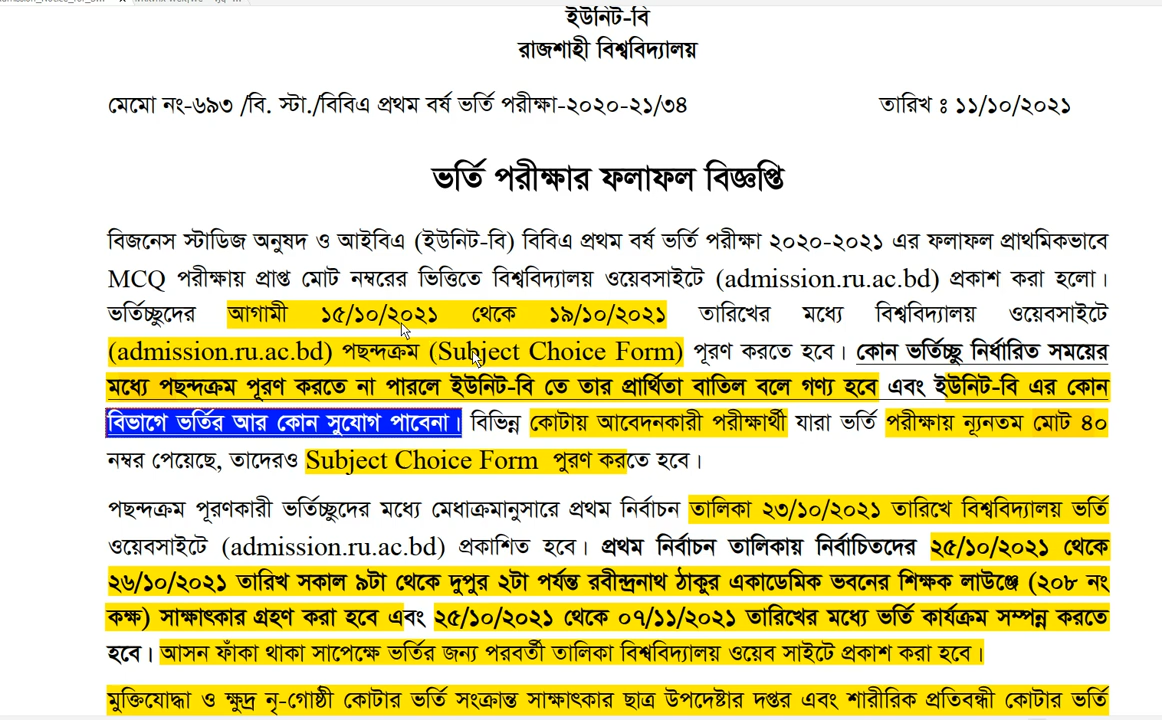 ইউনিট-বি
রাজশাহী বিশ্ববিদ্যালয়
মেমো নং-৬৯৩ /বি. স্টা./বিবিএ প্রথম বর্ষ ভর্তি পরীক্ষা-২০২০-২১/৩৪ তারিখ ঃ ১১/১০/২০২১
ভর্তি পরীক্ষার ফলাফল বিজ্ঞপ্তি
বিজনেস স্টাডিজ অনুষদ ও আইবিএ (ইউনিট-বি) বিবিএ প্রথম বর্ষ ভর্তি পরীক্ষা ২০২০-২০২১ এর ফলাফল প্রাথমিকভাবে
MCQ পরীক্ষায় প্রাপ্ত মোট নম্বরের ভিত্তিতে বিশ্ববিদ্যালয় ওয়েবসাইটে (admission.ru.ac.bd) প্রকাশ করা হলো।
ভর্তিচ্ছুদের আগামী ১৫/১০/২০২১ থেকে ১৯/১০/২০২১ তারিখের মধ্যে বিশ্ববিদ্যালয় ওয়েবসাইটে
(admission.ru.ac.bd) পছন্দক্রম (Subject Choice Form) পূরণ করতে হবে। কোন ভর্তিচ্ছু নির্ধারিত সময়ের
মধ্যে পছন্দক্রম পূরণ করতে না পারলে ইউনিট-বি তে তার প্রার্থিতা বাতিল বলে গণ্য হবে এবং ইউনিট-বি এর কোন
বিভাগে ভর্তির আর কোন সুযোগ পাবেনা। বিভিন্ন কোটায় আবেদনকারী পরীক্ষার্থী যারা ভর্তি পরীক্ষায় ন্যূনতম মোট ৪০
নম্বর পেয়েছে, তাদেরও Subject Choice Form পুরণ করতে হবে।
পছন্দক্রম পূরণকারী ভর্তিচ্ছুদের মধ্যে মেধাক্রমানুসারে প্রথম নির্বাচন তালিকা ২৩/১০/২০২১ তারিখে বিশ্ববিদ্যালয় ভর্তি
ওয়েবসাইটে (admission.ru.ac.bd) প্রকাশিত হবে। প্রথম নির্বাচন তালিকায় নির্বাচিতদের ২৫/১০/২০২১ থেকে
২৬/১০/২০২১ তারিখ সকাল ৯টা থেকে দুপুর ২টা পর্যন্ত রবীন্দ্রনাথ ঠাকুর একাডেমিক ভবনের শিক্ষক লাউঞ্জে (২০৮ নং
কক্ষ) সাক্ষাৎকার গ্রহণ করা হবে এবং ২৫/১০/২০২১ থেকে ০৭/১১/২০২১ তারিখের মধ্যে ভর্তি কার্যক্রম সম্পন্ন করতে
হবে। আসন ফাঁকা থাকা সাপেক্ষে ভর্তির জন্য পরবর্তী তালিকা বিশ্ববিদ্যালয় ওয়েব সাইটে প্রকাশ করা হবে।
মুক্তিযোদ্ধা ও ক্ষুদ্র নৃ-গোষ্ঠী কোটার ভর্তি সংক্রান্ত সাক্ষাৎকার ছাত্র উপদেষ্টার দপ্তর এবং শারীরিক প্রতিবন্ধী কোটার ভর্তি